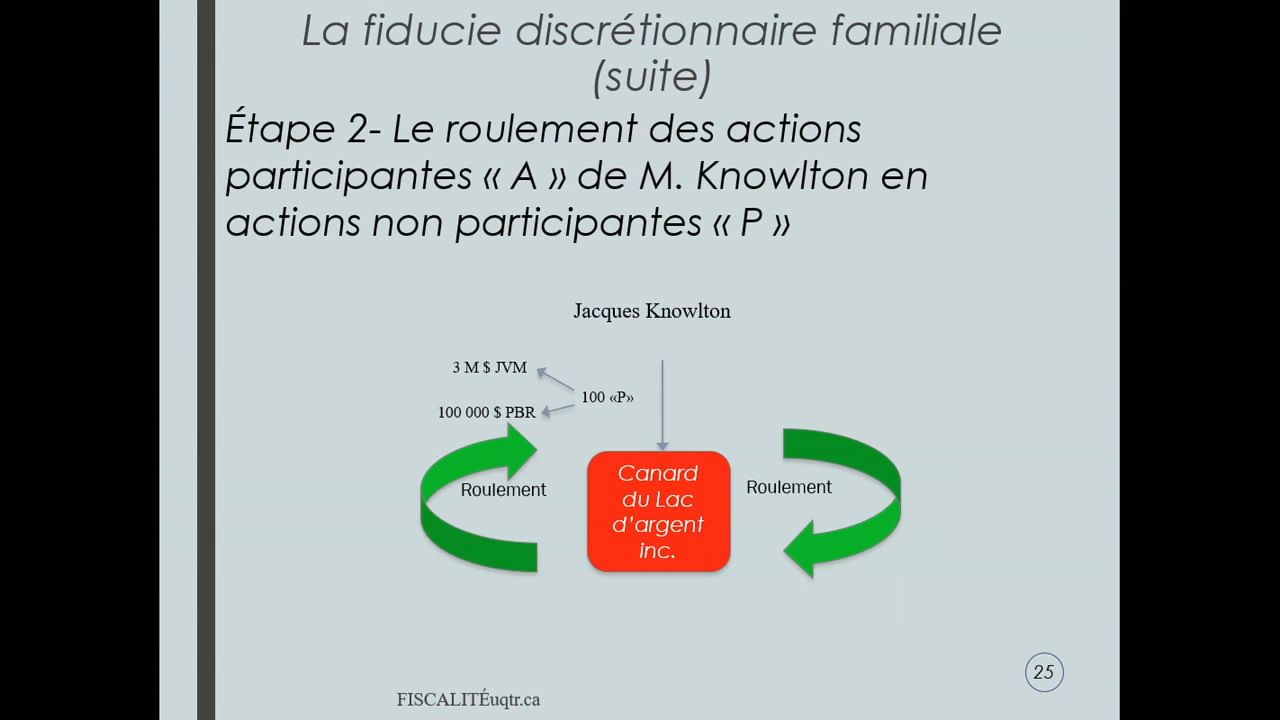 La fiducie discrétionnaire familiale
(suite)
Étape 2- Le roulement des actions
participantes « A » de M. Knowlton en
actions non participantes « P »
Jacques Knowlton
3 M $ JVM
100 «P»
100 000 $ PBR
Roulement
Canard
du Lac
d'argent
inc.
Roulement
25
FISCALITÉuqtr.ca